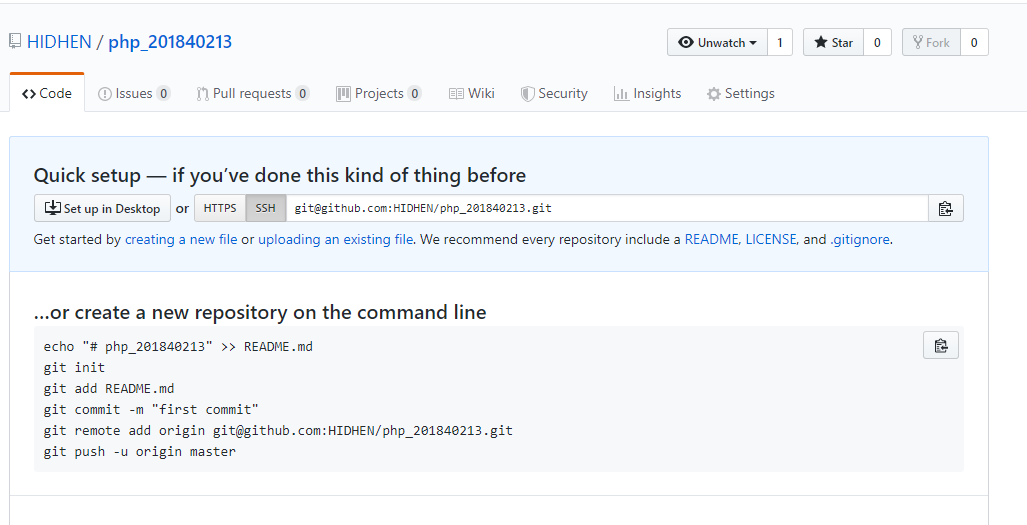 HIDHEN / php_201840213
Unwatch 1 Star 0 Fork 0
Code Issues 0 Pull requests 0 Projects 0 Wiki Security Insights Settings
Quick setup — if you’ve done this kind of thing before
Set up in Desktop or HTTPS SSH git@github.com:HIDHEN/php_201840213.git
Get started by creating a new file or uploading an existing file. We recommend every repository include a README, LICENSE, and .gitignore.
…or create a new repository on the command line
echo "# php_201840213" >> README.md
git init
git add README.md
git commit -m "first commit"
git remote add origin git@github.com:HIDHEN/php_201840213.git
git push -u origin master